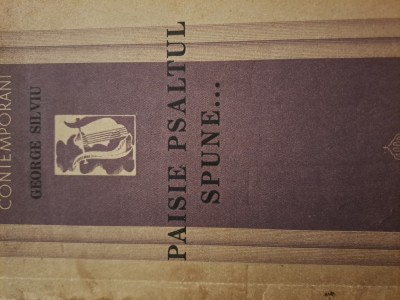 CONTEMPORANI
GEORGE SILVIU
PAISIE PSALTUL
SPUNE...